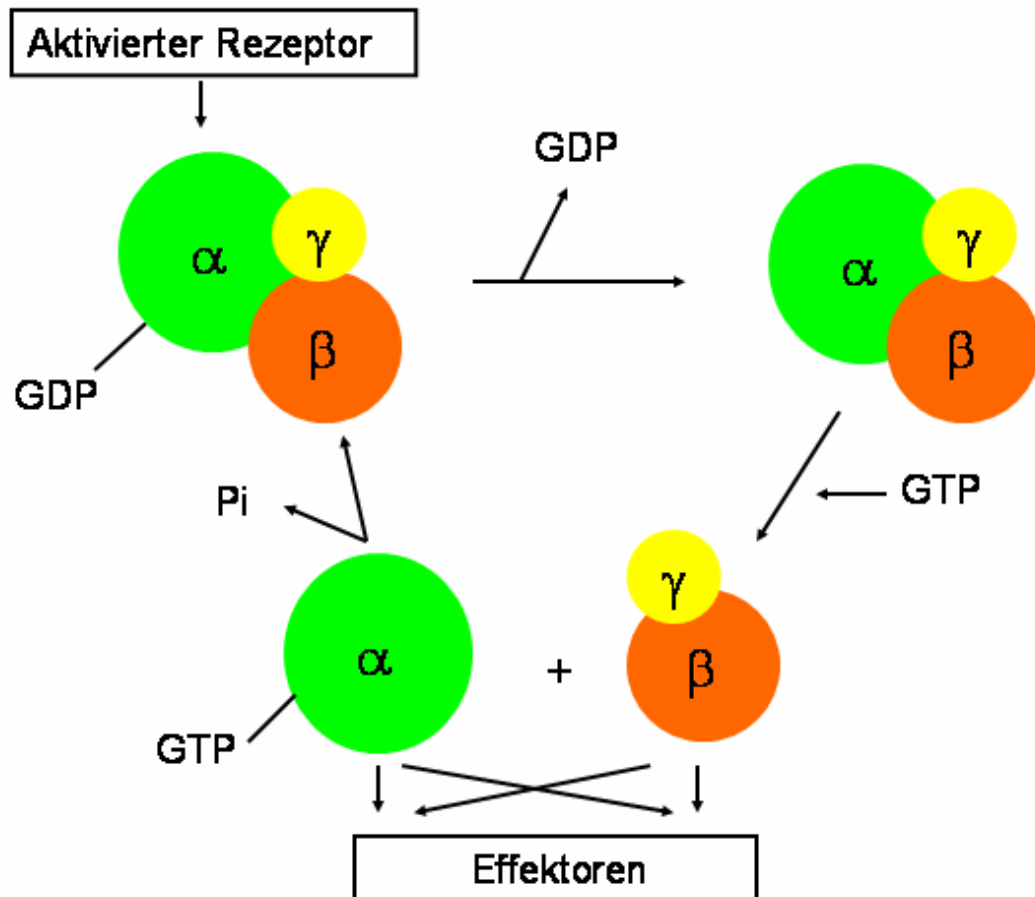 Aktivierter Rezeptor
GDP
α
γ
β
GDP
α
γ
β
GTP
Pi
α
GTP
+
γ
β
Effektoren